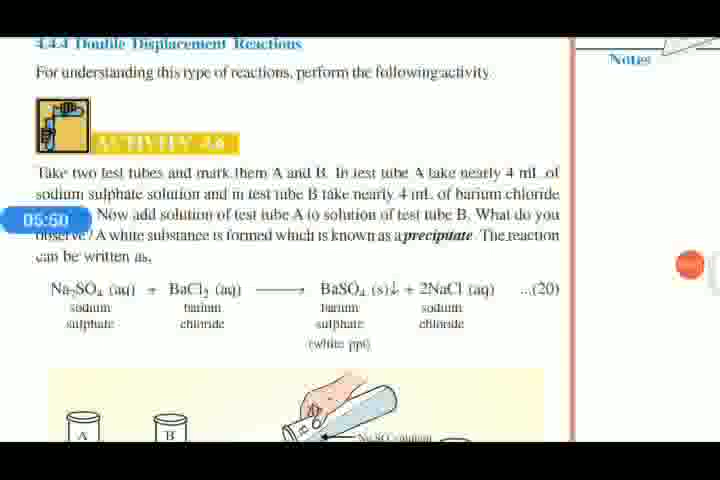 4.4.4 Double Displacement Reactions
Notes
For understanding this type of reactions, perform the following activity
ACTIVITY 4.6
Take two test tubes and mark them A and B. In test tube A take nearly 4 mL of
sodium sulphate solution and in test tube B take nearly 4 mL of barium chloride
05:50
Now add solution of test tube A to solution of test tube B. What do you
observe? A white substance is formed which is known as a precipitate. The reaction
can be written as,
Na₂SO₄ (aq) + BaCl₂ (aq) ⟶ BaSO₄ (s)↓ + 2NaCl (aq) ...(20)
sodium barium barium sodium
sulphate chloride sulphate chloride
(white ppt)
A B B Na₂SO₄ solution